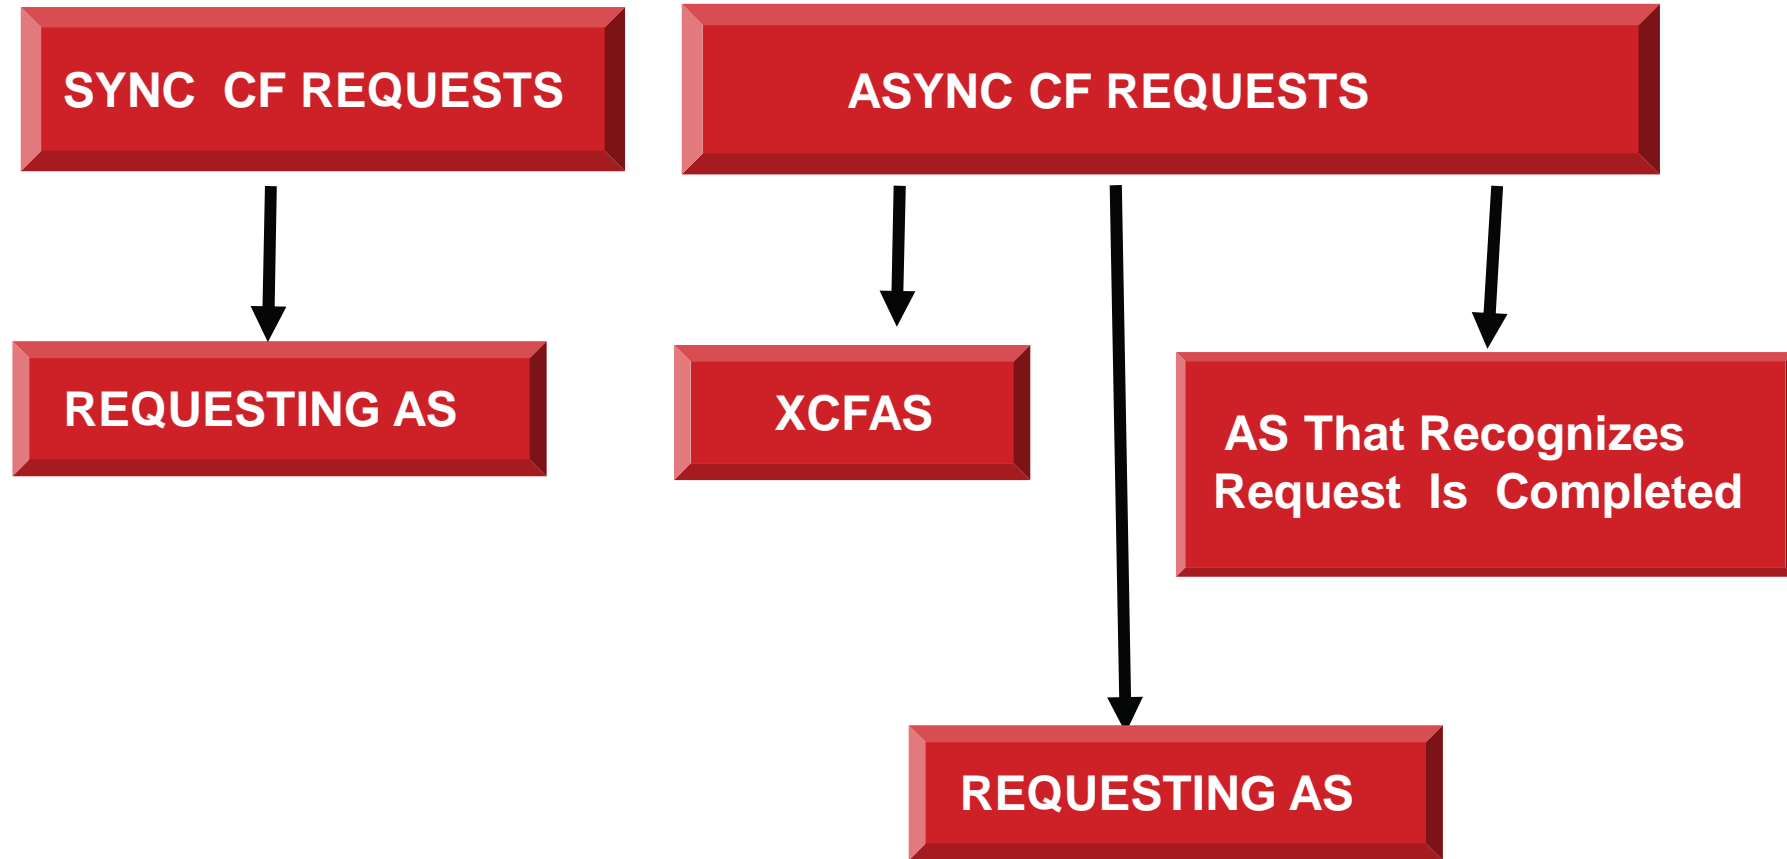 SYNC CF REQUESTS
ASYNC CF REQUESTS
REQUESTING AS
XCFAS
AS That Recognizes
Request Is Completed
REQUESTING AS